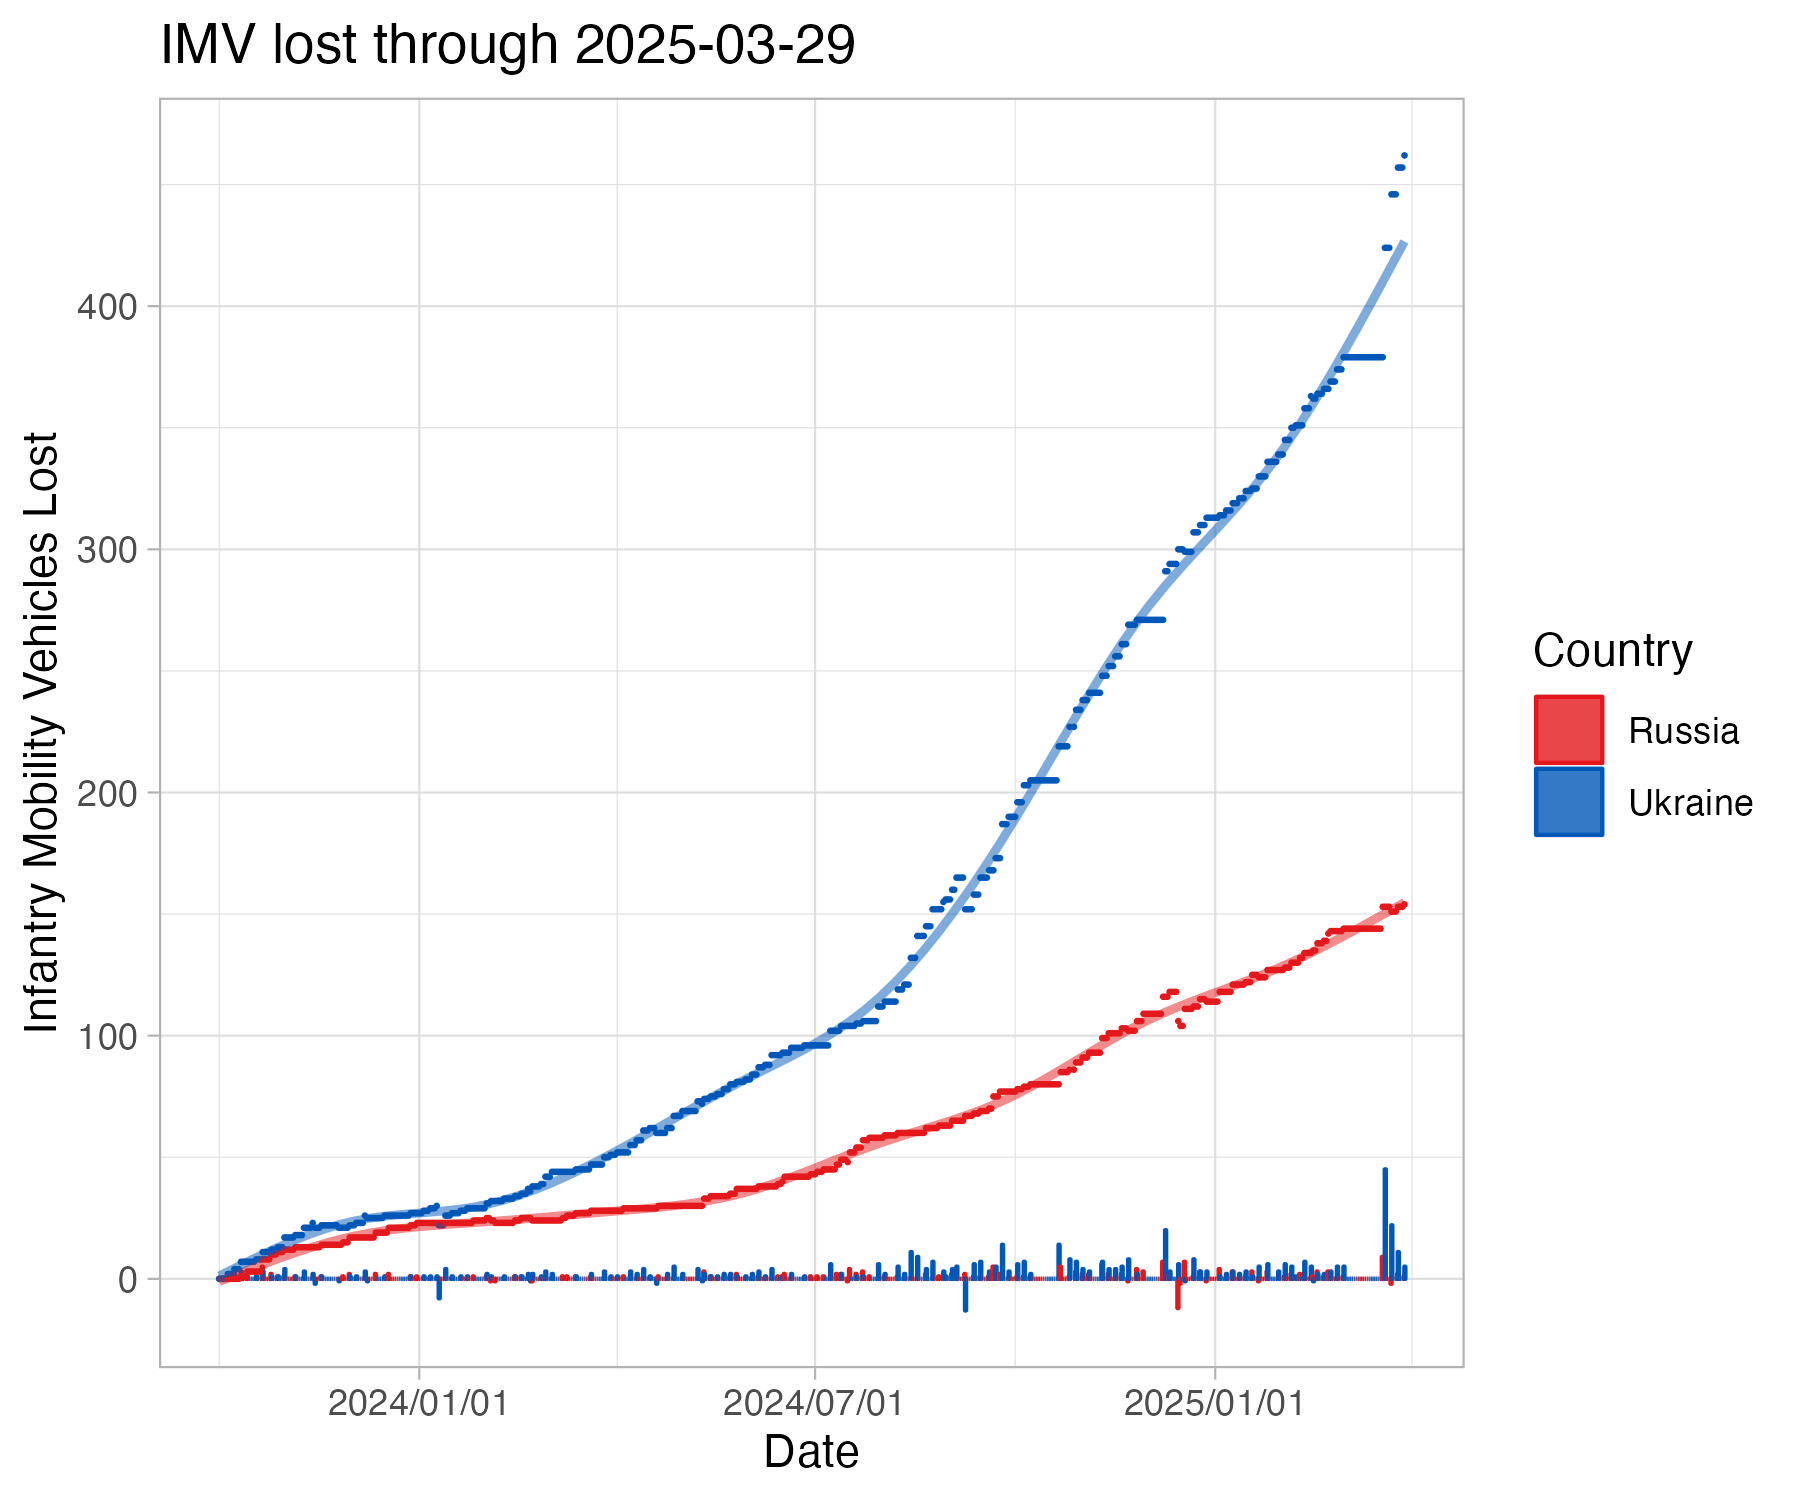 IMV lost through 2025-03-29
Infantry Mobility Vehicles Lost
400
300
200
100
0
2024/01/01
2024/07/01
2025/01/01
Date
Country
Russia
Ukraine